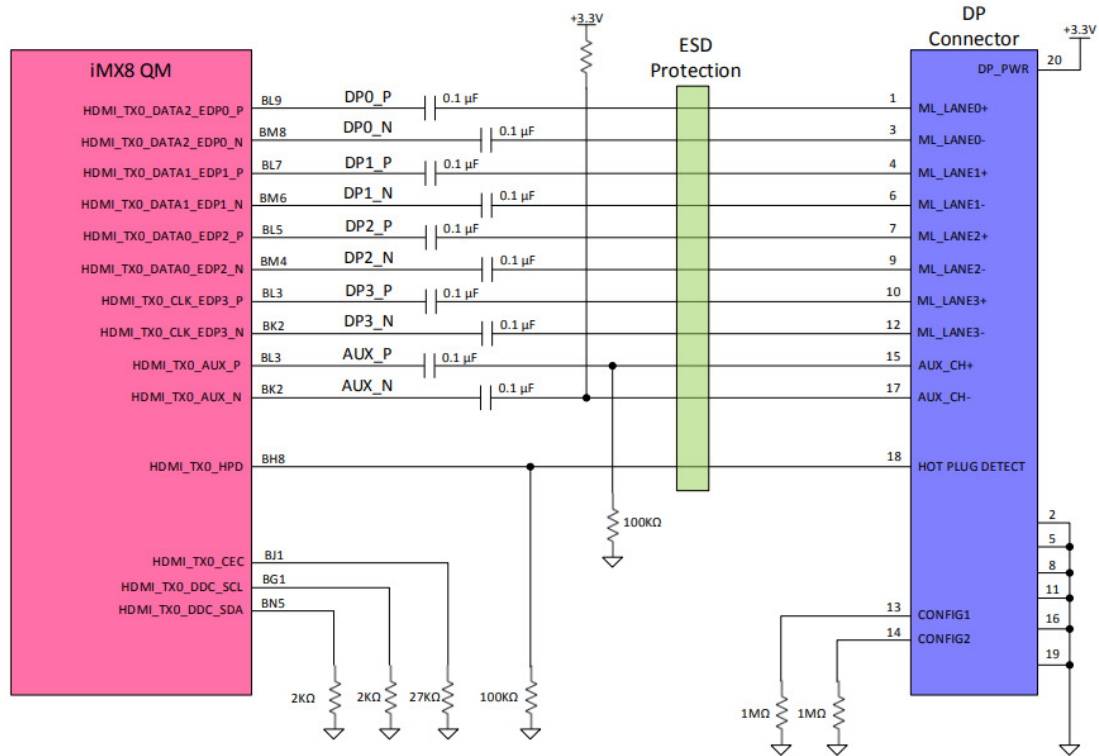 +3.3V
DP
Connector
+3.3V
iMX8 QM
ESD
Protection
20
DP_PWR
HDMI_TX0_DATA2_EDP0_P BL9 DP0_P 0.1 µF 1 ML_LANE0+
HDMI_TX0_DATA2_EDP0_N BM8 DP0_N 0.1 µF 3 ML_LANE0-
HDMI_TX0_DATA1_EDP1_P BL7 DP1_P 0.1 µF 4 ML_LANE1+
HDMI_TX0_DATA1_EDP1_N BM6 DP1_N 0.1 µF 6 ML_LANE1-
HDMI_TX0_DATA0_EDP2_P BL5 DP2_P 0.1 µF 7 ML_LANE2+
HDMI_TX0_DATA0_EDP2_N BM4 DP2_N 0.1 µF 9 ML_LANE2-
HDMI_TX0_CLK_EDP3_P BL3 DP3_P 0.1 µF 10 ML_LANE3+
HDMI_TX0_CLK_EDP3_N BK2 DP3_N 0.1 µF 12 ML_LANE3-
HDMI_TX0_AUX_P BL3 AUX_P 0.1 µF 15 AUX_CH+
HDMI_TX0_AUX_N BK2 AUX_N 0.1 µF 17 AUX_CH-
HDMI_TX0_HPD BH8 18 HOT PLUG DETECT
100KΩ
2
5
8
11
16
19
HDMI_TX0_CEC BJ1
HDMI_TX0_DDC_SCL BG1
HDMI_TX0_DDC_SDA BN5
13 CONFIG1
14 CONFIG2
2KΩ 2KΩ 27KΩ 100KΩ
1MΩ 1MΩ